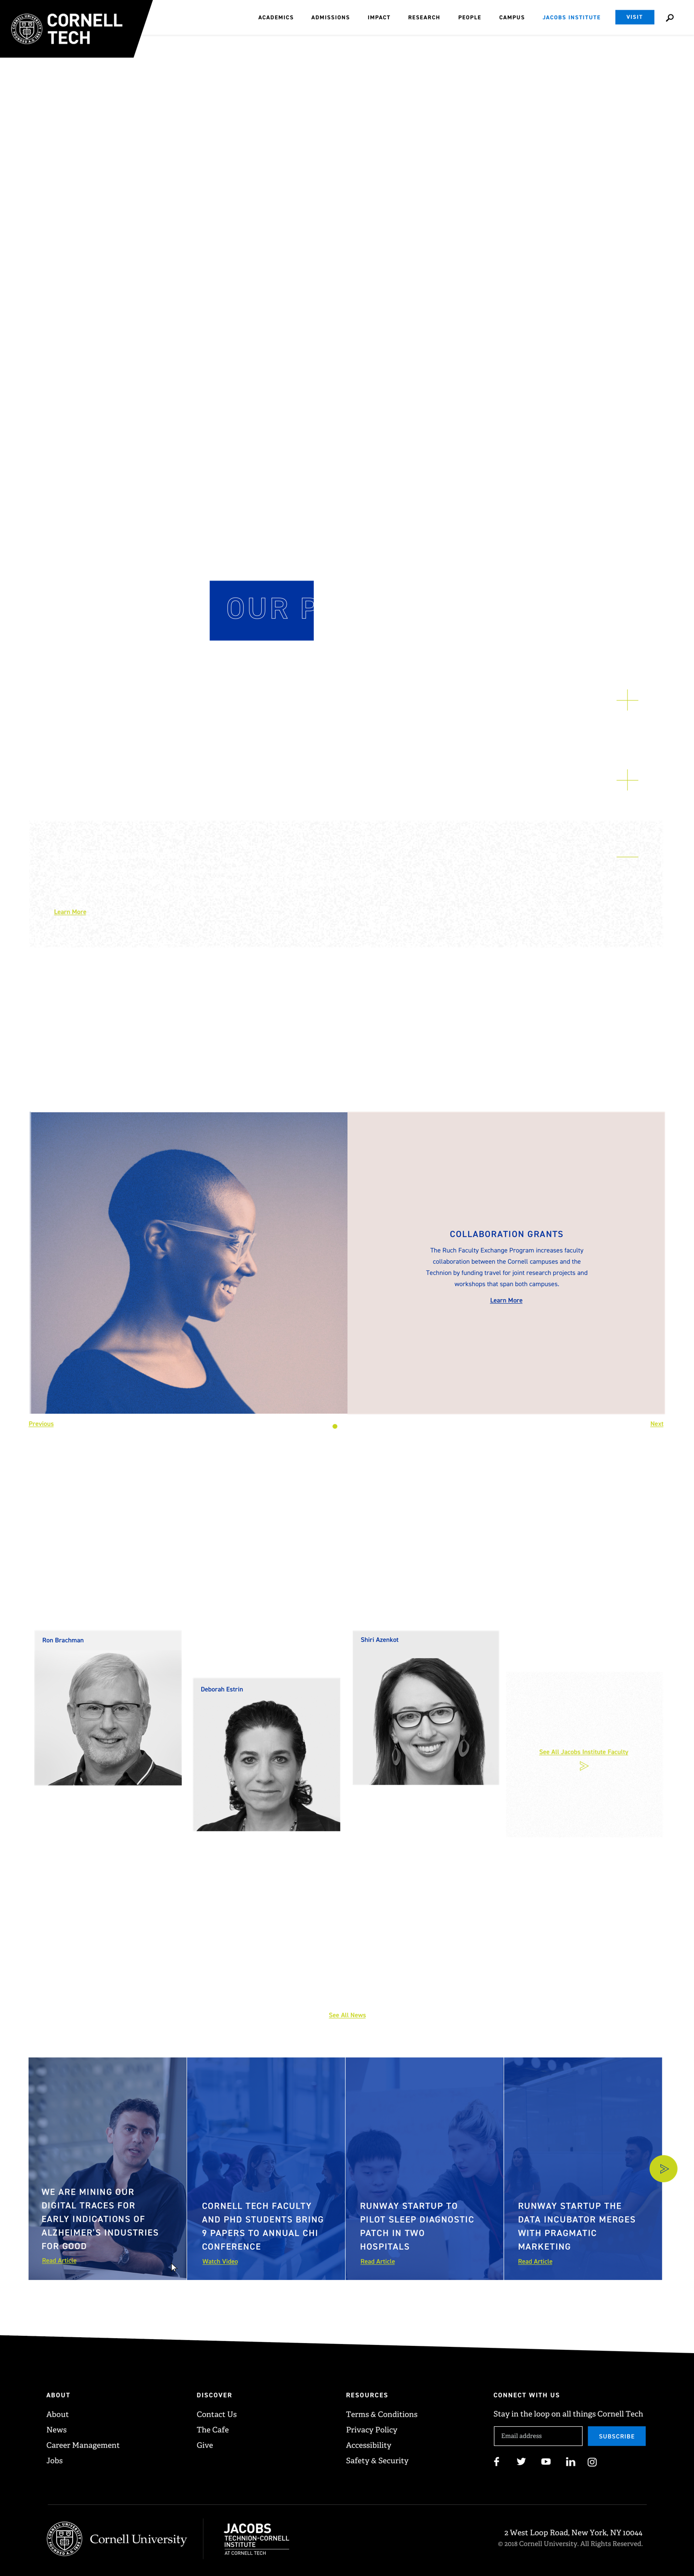 CORNELL
TECH
ACADEMICS ADMISSIONS IMPACT RESEARCH PEOPLE CAMPUS JACOBS INSTITUTE VISIT
OUR P
Learn More
COLLABORATION GRANTS
The Ruch Faculty Exchange Program increases faculty
collaboration between the Cornell campuses and the
Technion by funding travel for joint research projects and
workshops that span both campuses.
Learn More
Previous Next
Ron Brachman
Deborah Estrin
Shiri Azenkot
See All Jacobs Institute Faculty
See All News
WE ARE MINING OUR
DIGITAL TRACES FOR
EARLY INDICATIONS OF
ALZHEIMER'S INDUSTRIES
FOR GOOD
Read Article
CORNELL TECH FACULTY
AND PHD STUDENTS BRING
9 PAPERS TO ANNUAL CHI
CONFERENCE
Watch Video
RUNWAY STARTUP TO
PILOT SLEEP DIAGNOSTIC
PATCH IN TWO
HOSPITALS
Read Article
RUNWAY STARTUP THE
DATA INCUBATOR MERGES
WITH PRAGMATIC
MARKETING
Read Article
ABOUT
About
News
Career Management
Jobs
DISCOVER
Contact Us
The Cafe
Give
RESOURCES
Terms & Conditions
Privacy Policy
Accessibility
Safety & Security
CONNECT WITH US
Stay in the loop on all things Cornell Tech
Email address SUBSCRIBE
Cornell University
JACOBS
TECHNION-CORNELL
INSTITUTE
AT CORNELL TECH
2 West Loop Road, New York, NY 10044
© 2018 Cornell University. All Rights Reserved.